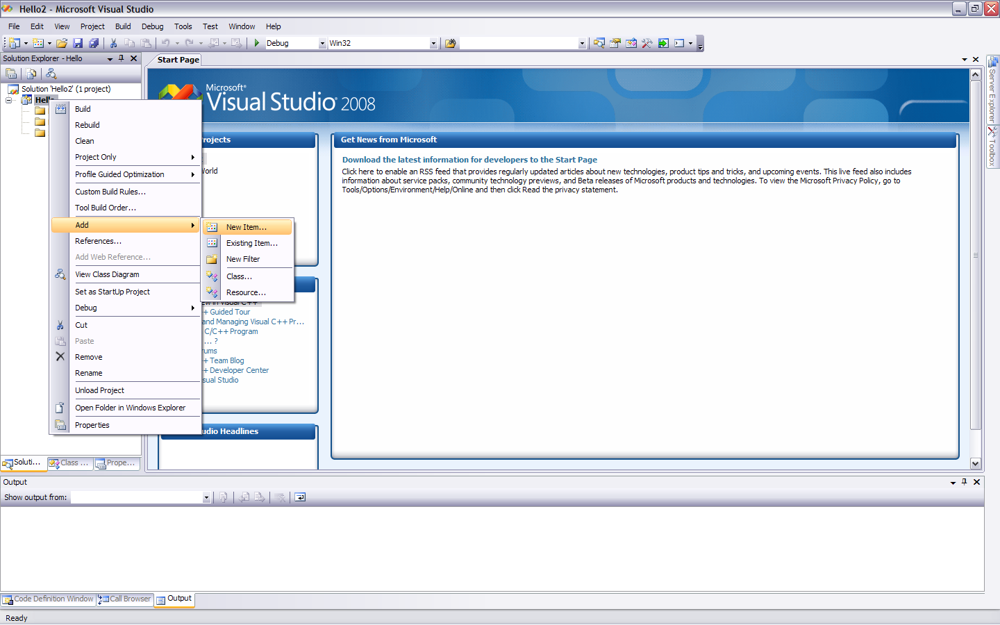 Hello2 - Microsoft Visual Studio
File Edit View Project Build Debug Tools Test Window Help
Debug Win32
Solution Explorer - Hello
Start Page
Solution 'Hello2' (1 project)
Microsoft®
Visual Studio® 2008
Server Explorer
Toolbox
Build
Rebuild
Clean
Project Only
Profile Guided Optimization
Custom Build Rules...
Tool Build Order...
Add
References...
Add Web Reference...
View Class Diagram
Set as StartUp Project
Debug
Cut
Paste
Remove
Rename
Unload Project
Open Folder in Windows Explorer
Properties
New Item...
Existing Item...
New Filter
Class...
Resource...
Get News from Microsoft
Download the latest information for developers to the Start Page
Click here to enable an RSS feed that provides regularly updated articles about new technologies, product tips and tricks, and upcoming events. This live feed also includes
information about service packs, community technology previews, and Beta releases of Microsoft products and technologies. To view the Microsoft Privacy Policy, go to
Tools/Options/Environment/Help/Online and then click Read the privacy statement.
in Visual C++
+ Guided Tour
and Managing Visual C++ Pr...
C/C++ Program
... ?
+ Team Blog
+ Developer Center
Headlines
Soluti... Class ... Prope...
Output
Show output from:
Code Definition Window Call Browser Output
Ready